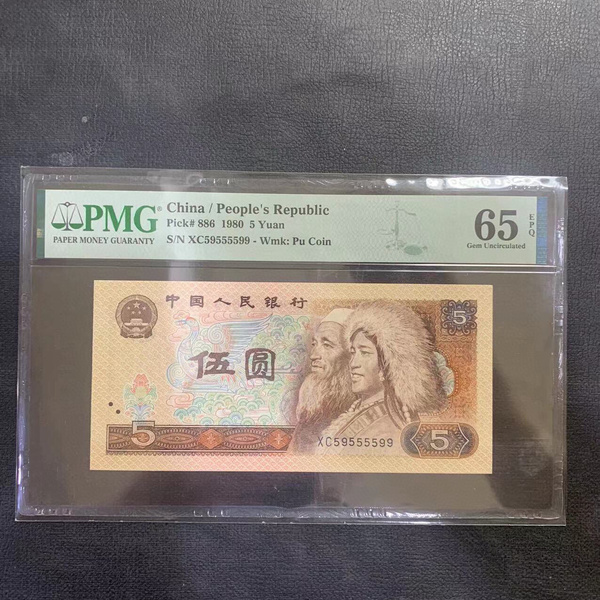 PMG
PAPER MONEY GUARANTY
China / People's Republic
Pick# 886 1980 5 Yuan
S/N XC59555599 - Wmk: Pu Coin
65 EPQ
Gem Uncirculated
中国人民银行
5
伍圆
XC59555599
5
5